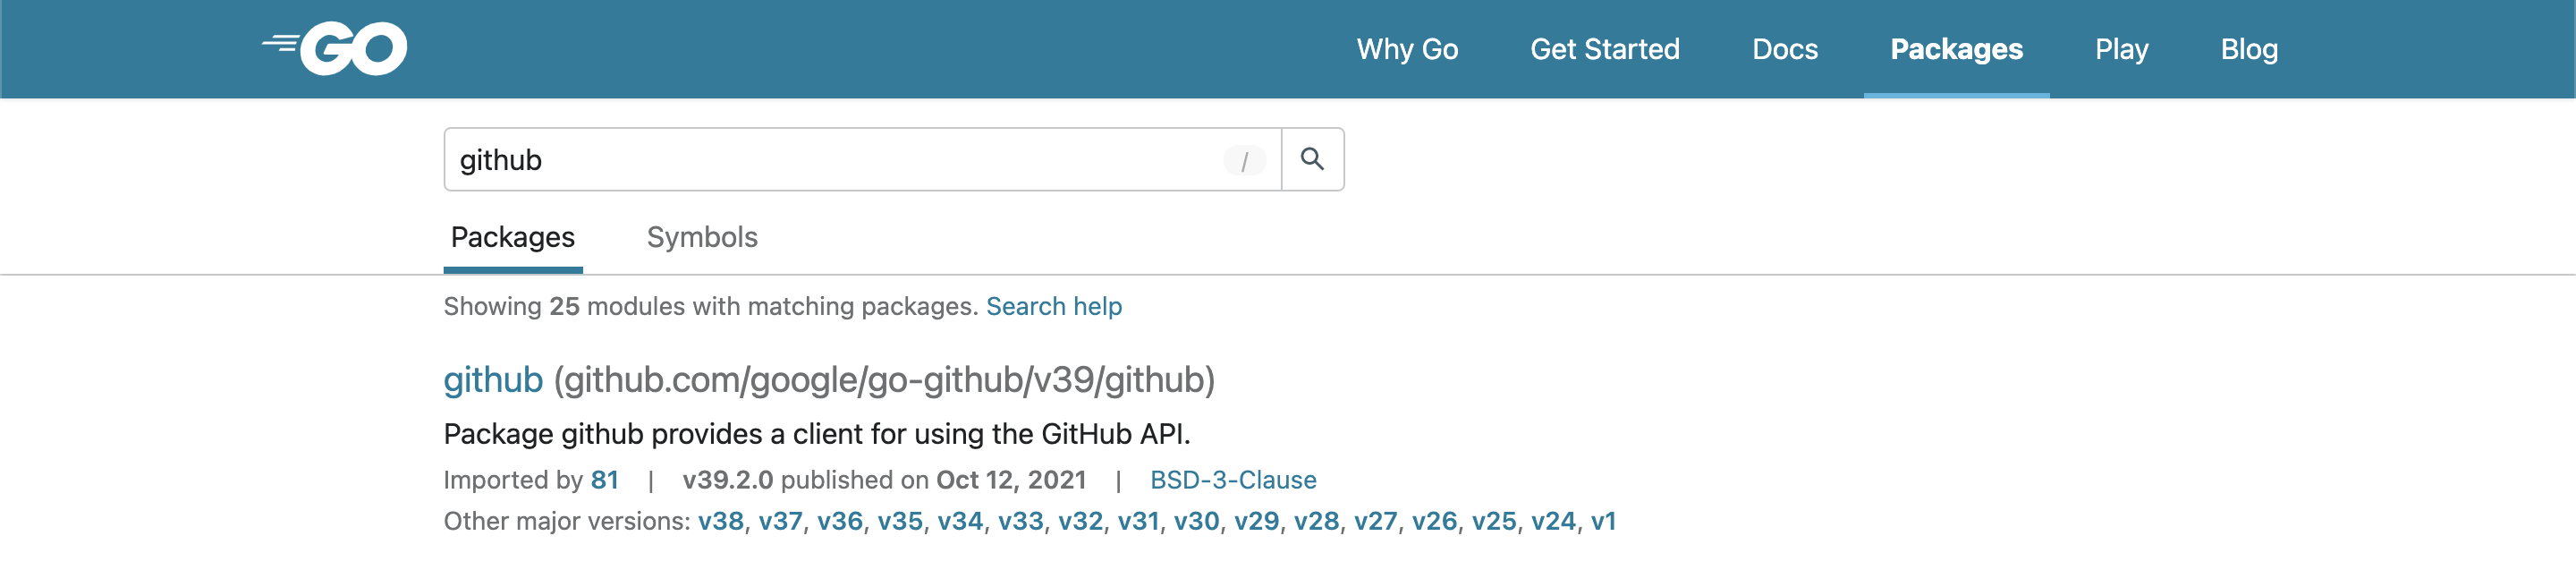 GO Why Go Get Started Docs Packages Play Blog
github /
Packages Symbols
Showing 25 modules with matching packages. Search help
github (github.com/google/go-github/v39/github)
Package github provides a client for using the GitHub API.
Imported by 81 | v39.2.0 published on Oct 12, 2021 | BSD-3-Clause
Other major versions: v38, v37, v36, v35, v34, v33, v32, v31, v30, v29, v28, v27, v26, v25, v24, v1